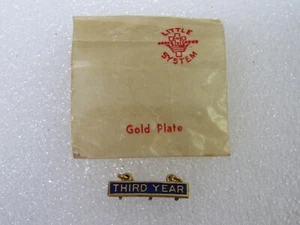 LITTLE
SYSTEM
Gold Plate
THIRD YEAR